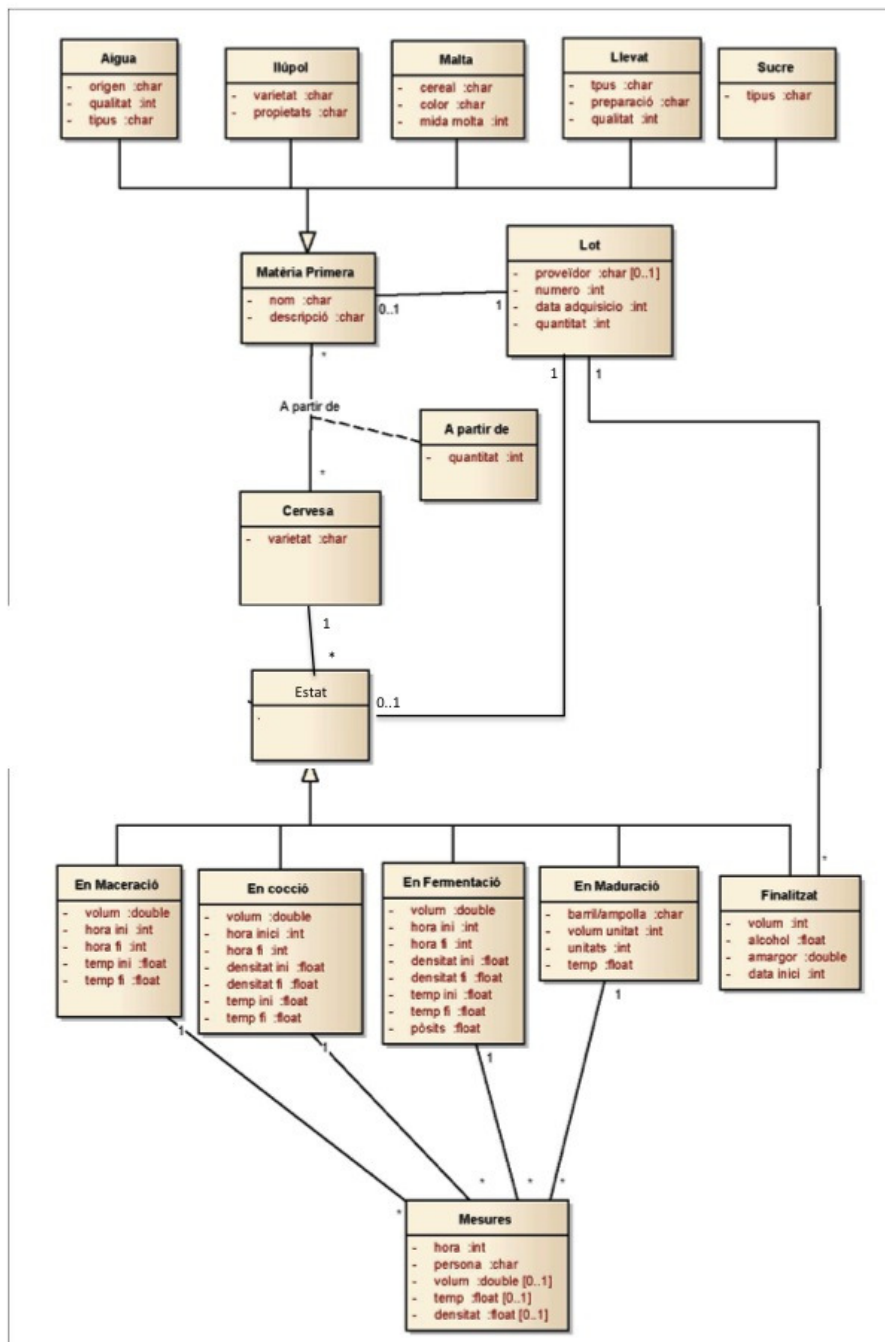 Aigua
- origen :char
- qualitat :int
- tipus :char
llúpol
- varietat :char
- propietats :char
Malta
- cereal :char
- color :char
- mida molta :int
Llevat
- tpus :char
- preparació :char
- qualitat :int
Sucre
- tipus :char
Matèria Primera
- nom :char
- descripció :char
0..1
1
Lot
- proveïdor :char [0..1]
- numero :int
- data adquisicio :int
- quantitat :int
1
1
*
A partir de
A partir de
- quantitat :int
*
Cervesa
- varietat :char
1
*
Estat
0..1
En Maceració
- volum :double
- hora ini :int
- hora fi :int
- temp ini :float
- temp fi :float
1
En cocció
- volum :double
- hora inici :int
- hora fi :int
- densitat ini :float
- densitat fi :float
- temp ini :float
- temp fi :float
1
En Fermentació
- volum :double
- hora ini :int
- hora fi :int
- densitat ini :float
- densitat fi :float
- temp ini :float
- temp fi :float
- pòsits :float
1
En Maduració
- barril/ampolla :char
- volum unitat :int
- unitats :int
- temp :float
1
*
Finalitzat
- volum :int
- alcohol :float
- amargor :double
- data inici :int
*
*
*
*
Mesures
- hora :int
- persona :char
- volum :double [0..1]
- temp :float [0..1]
- densitat :float [0..1]